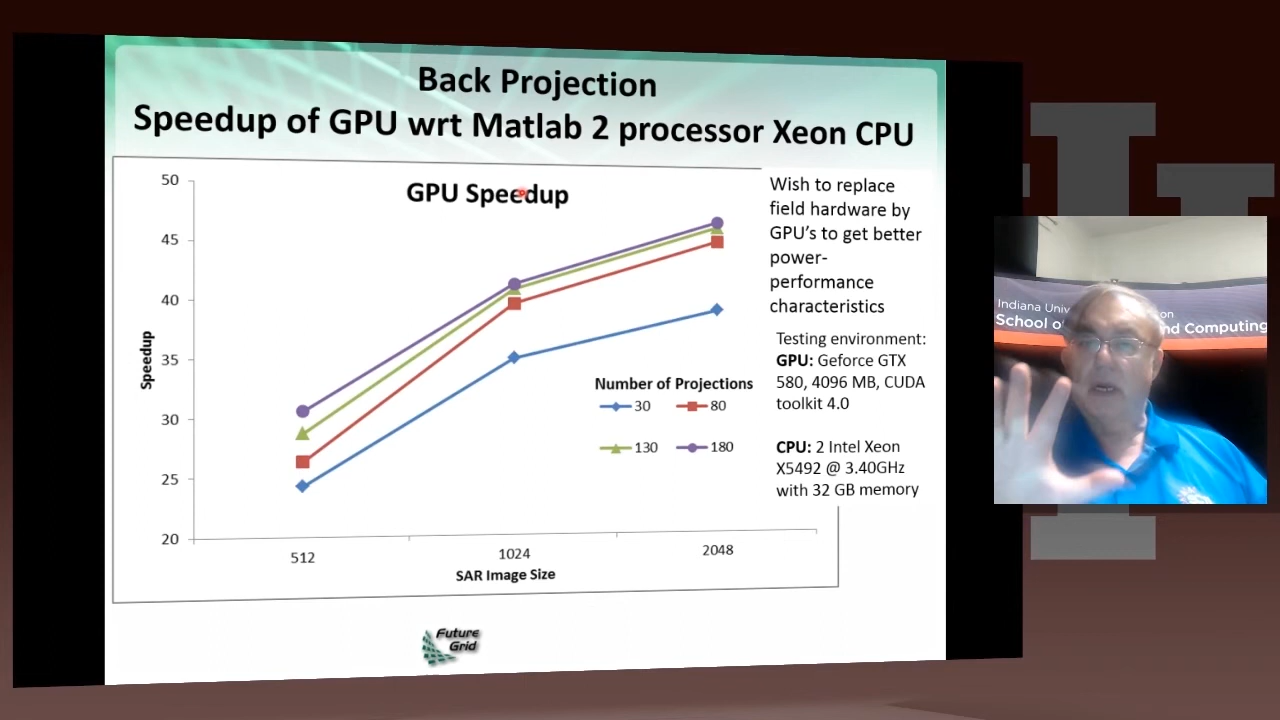 Back Projection
Speedup of GPU wrt Matlab 2 processor Xeon CPU
GPU Speedup
50
45
40
35
30
25
20
Speedup
512
1024
2048
SAR Image Size
Number of Projections
30
80
130
180
Wish to replace
field hardware by
GPU's to get better
power-
performance
characteristics
Testing environment:
GPU: Geforce GTX
580, 4096 MB, CUDA
toolkit 4.0
CPU: 2 Intel Xeon
X5492 @ 3.40GHz
with 32 GB memory
Future
Grid
Indiana
School
and Computing